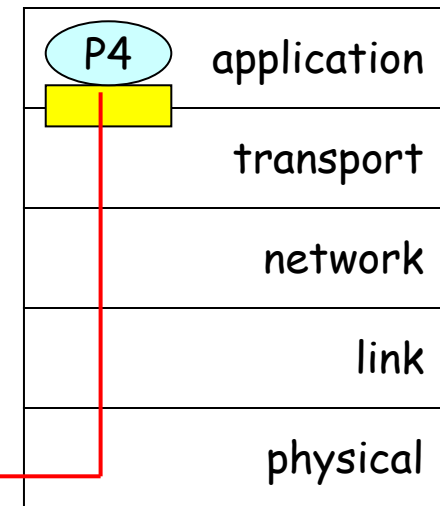 P4 application
transport
network
link
physical